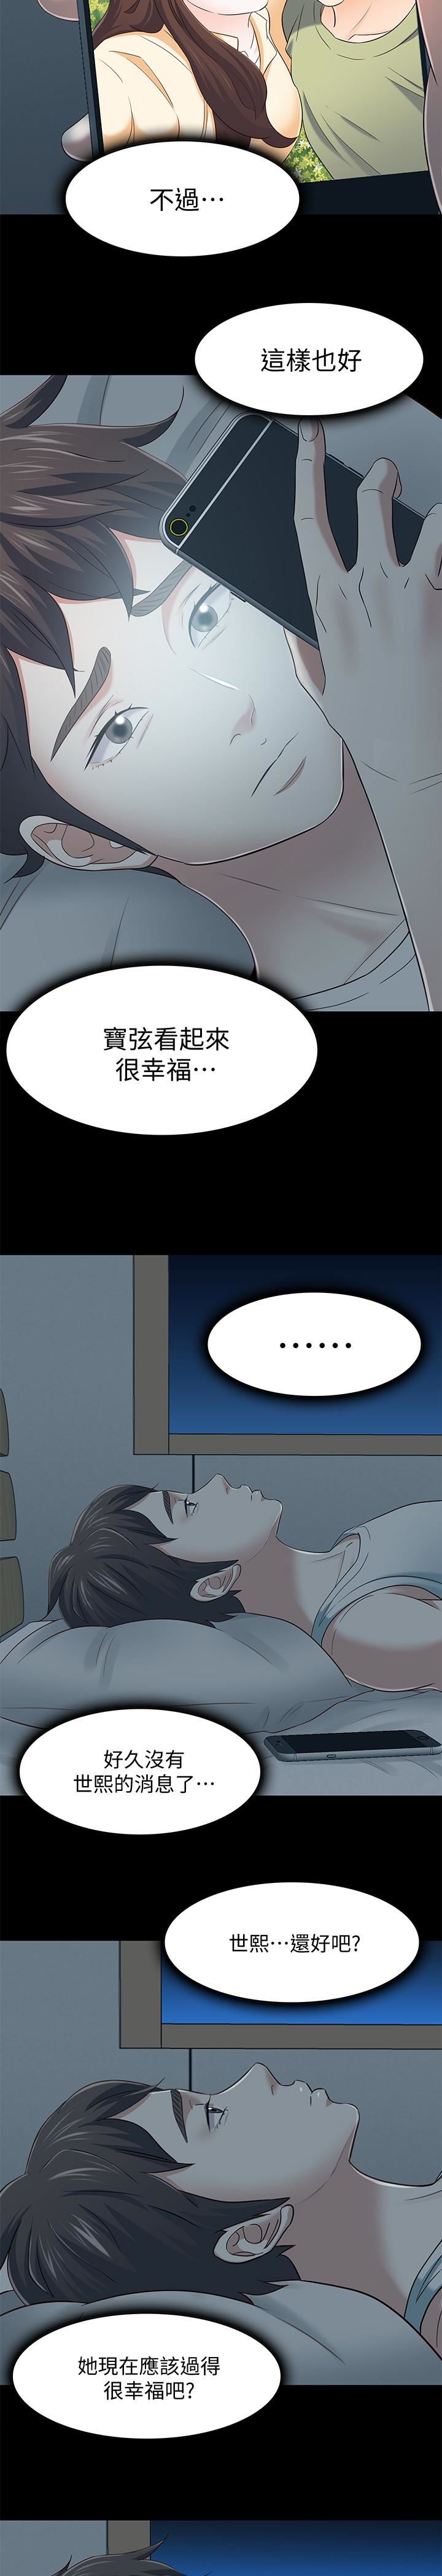 不過⋯
這樣也好
寶弦看起來
很幸福⋯
••••••
好久沒有
世熙的消息了⋯
世熙⋯還好吧?
她現在應該過得
很幸福吧?